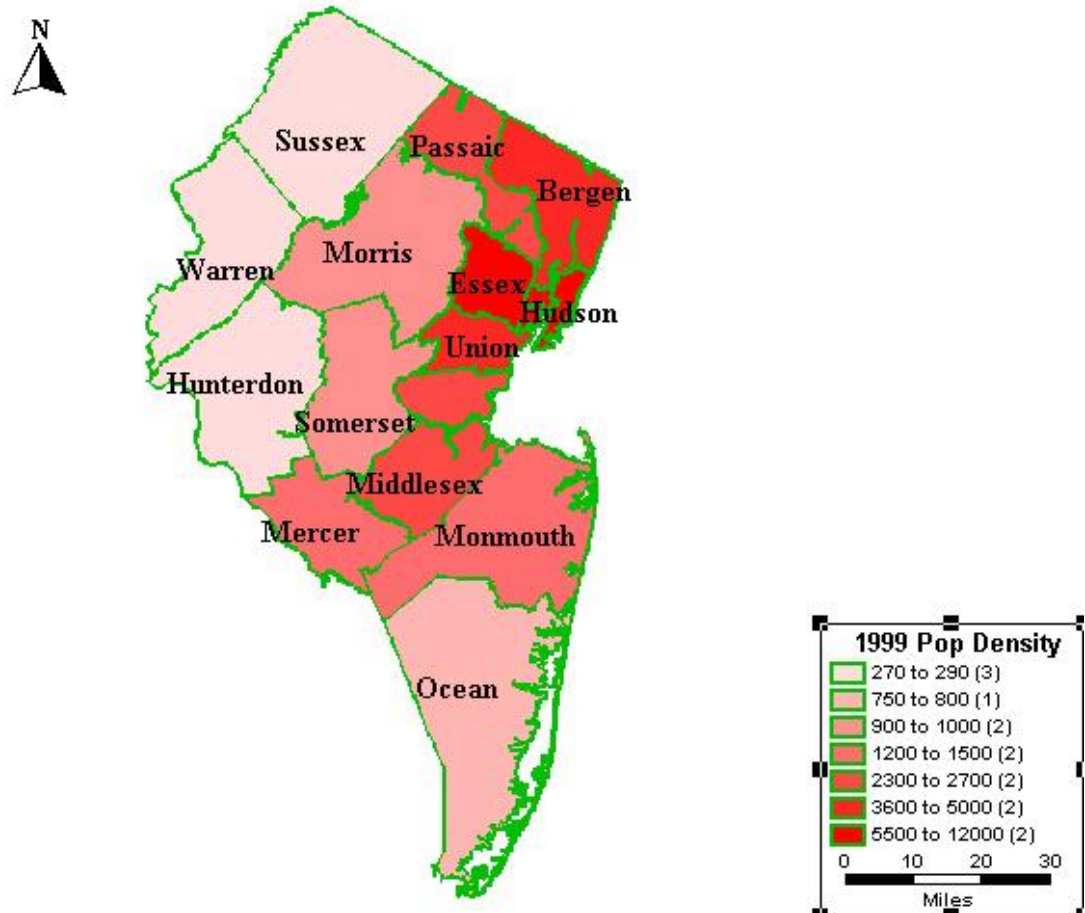 N
Sussex
Passaic
Bergen
Morris
Warren
Essex
Hudson
Union
Hunterdon
Somerset
Middlesex
Mercer
Monmouth
Ocean
1999 Pop Density
270 to 290 (3)
750 to 800 (1)
900 to 1000 (2)
1200 to 1500 (2)
2300 to 2700 (2)
3600 to 5000 (2)
5500 to 12000 (2)
0 10 20 30
Miles